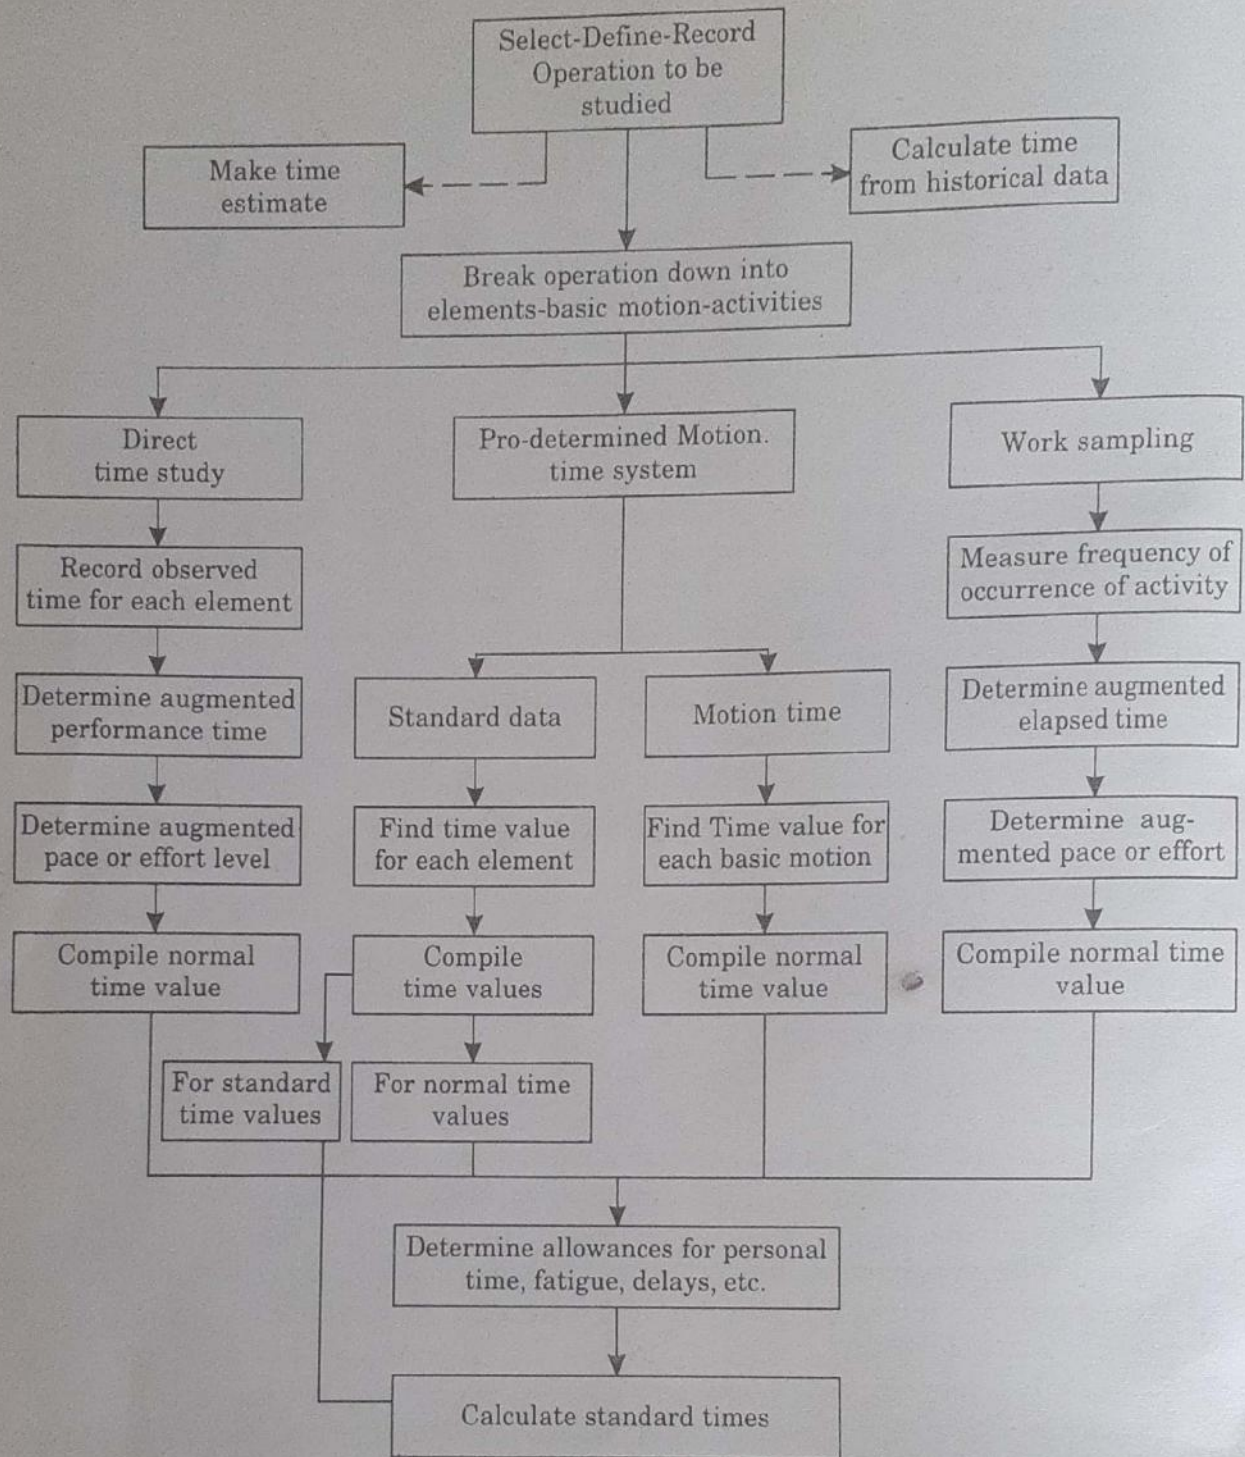 Select-Define-Record
Operation to be
studied
Make time
estimate
Calculate time
from historical data
Break operation down into
elements-basic motion-activities
Direct
time study
Pro-determined Motion.
time system
Work sampling
Record observed
time for each element
Measure frequency of
occurrence of activity
Determine augmented
performance time
Standard data
Motion time
Determine augmented
elapsed time
Determine augmented
pace or effort level
Find time value
for each element
Find Time value for
each basic motion
Determine aug-
mented pace or effort
Compile normal
time value
Compile
time values
Compile normal
time value
Compile normal time
value
For standard
time values
For normal time
values
Determine allowances for personal
time, fatigue, delays, etc.
Calculate standard times